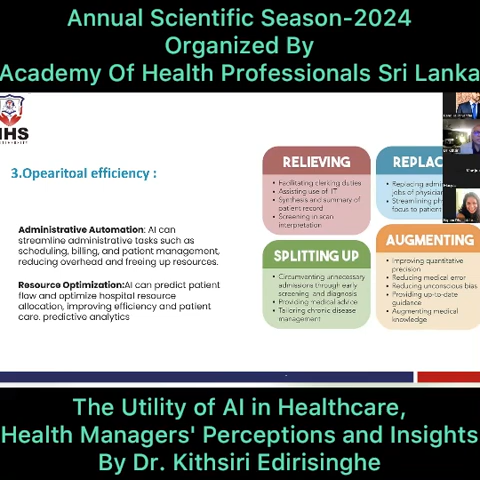 Annual Scientific Season-2024
Organized By
Academy Of Health Professionals Sri Lanka
IHS
3.Opearitoal efficiency :
Administrative Automation: AI can
streamline administrative tasks such as
scheduling, billing, and patient management,
reducing overhead and freeing up resources.
Resource Optimization:AI can predict patient
flow and optimize hospital resource
allocation, improving efficiency and patient
care. predictive analytics
RELIEVING
• Facilitating clerking duties
• Assisting use of IT
• Synthesis and summary of
patient record
• Screening in scan
interpretation
REPLAC
• Replacing admi
jobs of physician
• Streamlining ph
focus to patient
SPLITTING UP
• Circumventing unnecessary
admissions through early
screening and diagnosis
• Providing medical advice
• Tailoring chronic disease
management
AUGMENTING
• Improving quantitative
precision
• Reducing medical error
• Reducing unconscious bias
• Providing up-to-date
guidance
• Augmenting medical
knowledge
The Utility of AI in Healthcare,
Health Managers' Perceptions and Insights
By Dr. Kithsiri Edirisinghe